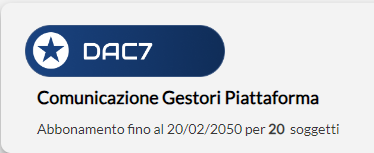 DAC7
Comunicazione Gestori Piattaforma
Abbonamento fino al 20/02/2050 per 20 soggetti